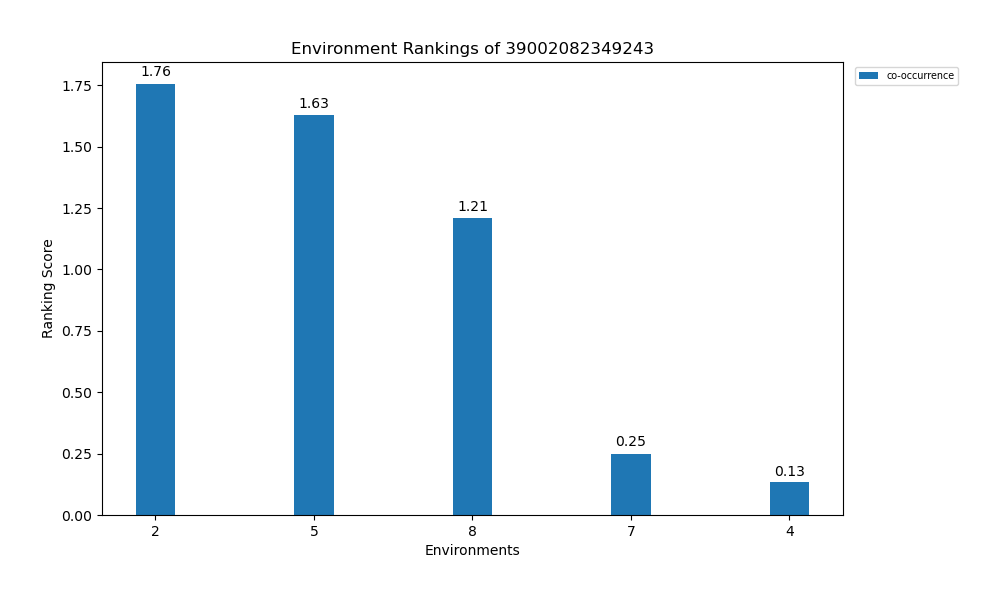 Environment Rankings of 39002082349243
co-occurrence
Ranking Score
1.75
1.50
1.25
1.00
0.75
0.50
0.25
0.00
1.76
1.63
1.21
0.25
0.13
2 5 8 7 4
Environments